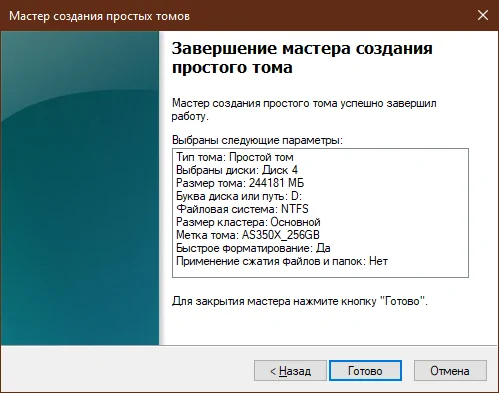 Мастер создания простых томов
Завершение мастера создания
простого тома
Мастер создания простого тома успешно завершил
работу.
Выбраны следующие параметры:
Тип тома: Простой том
Выбраны диски: Диск 4
Размер тома: 244181 МБ
Буква диска или путь: D:
Файловая система: NTFS
Размер кластера: Основной
Метка тома: AS350X_256GB
Быстрое форматирование: Да
Применение сжатия файлов и папок: Нет
Для закрытия мастера нажмите кнопку "Готово".
< Назад
Готово
Отмена